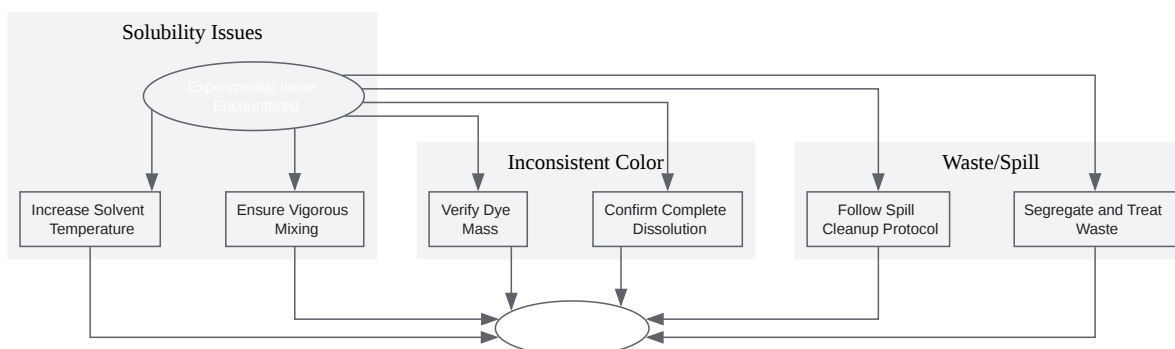 Solubility Issues
Experimental Issue
Encountered
Inconsistent Color
Waste/Spill
Increase Solvent
Temperature
Ensure Vigorous
Mixing
Verify Dye
Mass
Confirm Complete
Dissolution
Follow Spill
Cleanup Protocol
Segregate and Treat
Waste